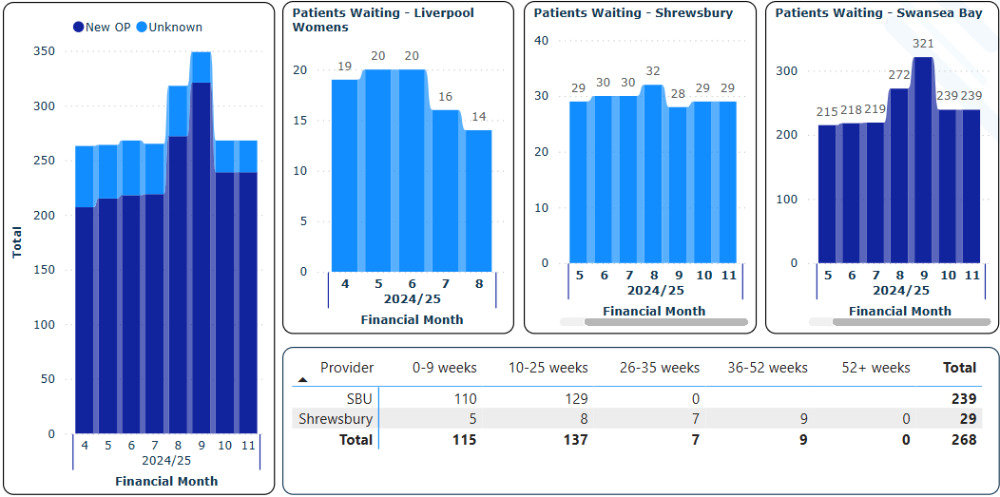 New OP Unknown
350
300
250
200
150
100
50
0
Total
4 5 6 7 8 9 10 11
2024/25
Financial Month
Patients Waiting - Liverpool
Womens
20
15
10
5
0
19 20 20 16 14
4 5 6 7 8
2024/25
Financial Month
Patients Waiting - Shrewsbury
40
30
20
10
0
29 30 30 32 28 29 29
5 6 7 8 9 10 11
2024/25
Financial Month
Patients Waiting - Swansea Bay
300
200
100
0
215 218 219 272 321 239 239
5 6 7 8 9 10 11
2024/25
Financial Month
Provider 0-9 weeks 10-25 weeks 26-35 weeks 36-52 weeks 52+ weeks Total
SBU 110 129 0 239
Shrewsbury 5 8 7 9 0 29
Total 115 137 7 9 0 268